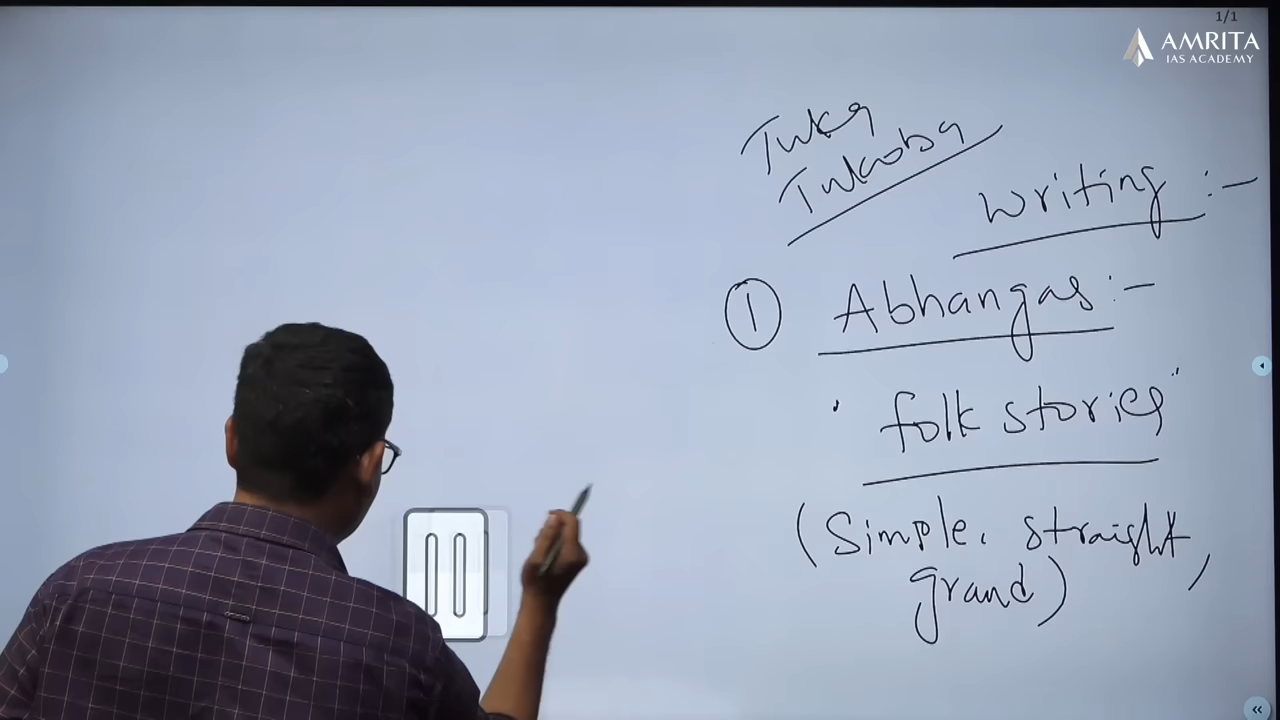 1/1
AMRITA
IAS ACADEMY
Tuka
Tukoba
Writing :-
① Abhangas :-
"folk stories"
(Simple, straight,
grand)